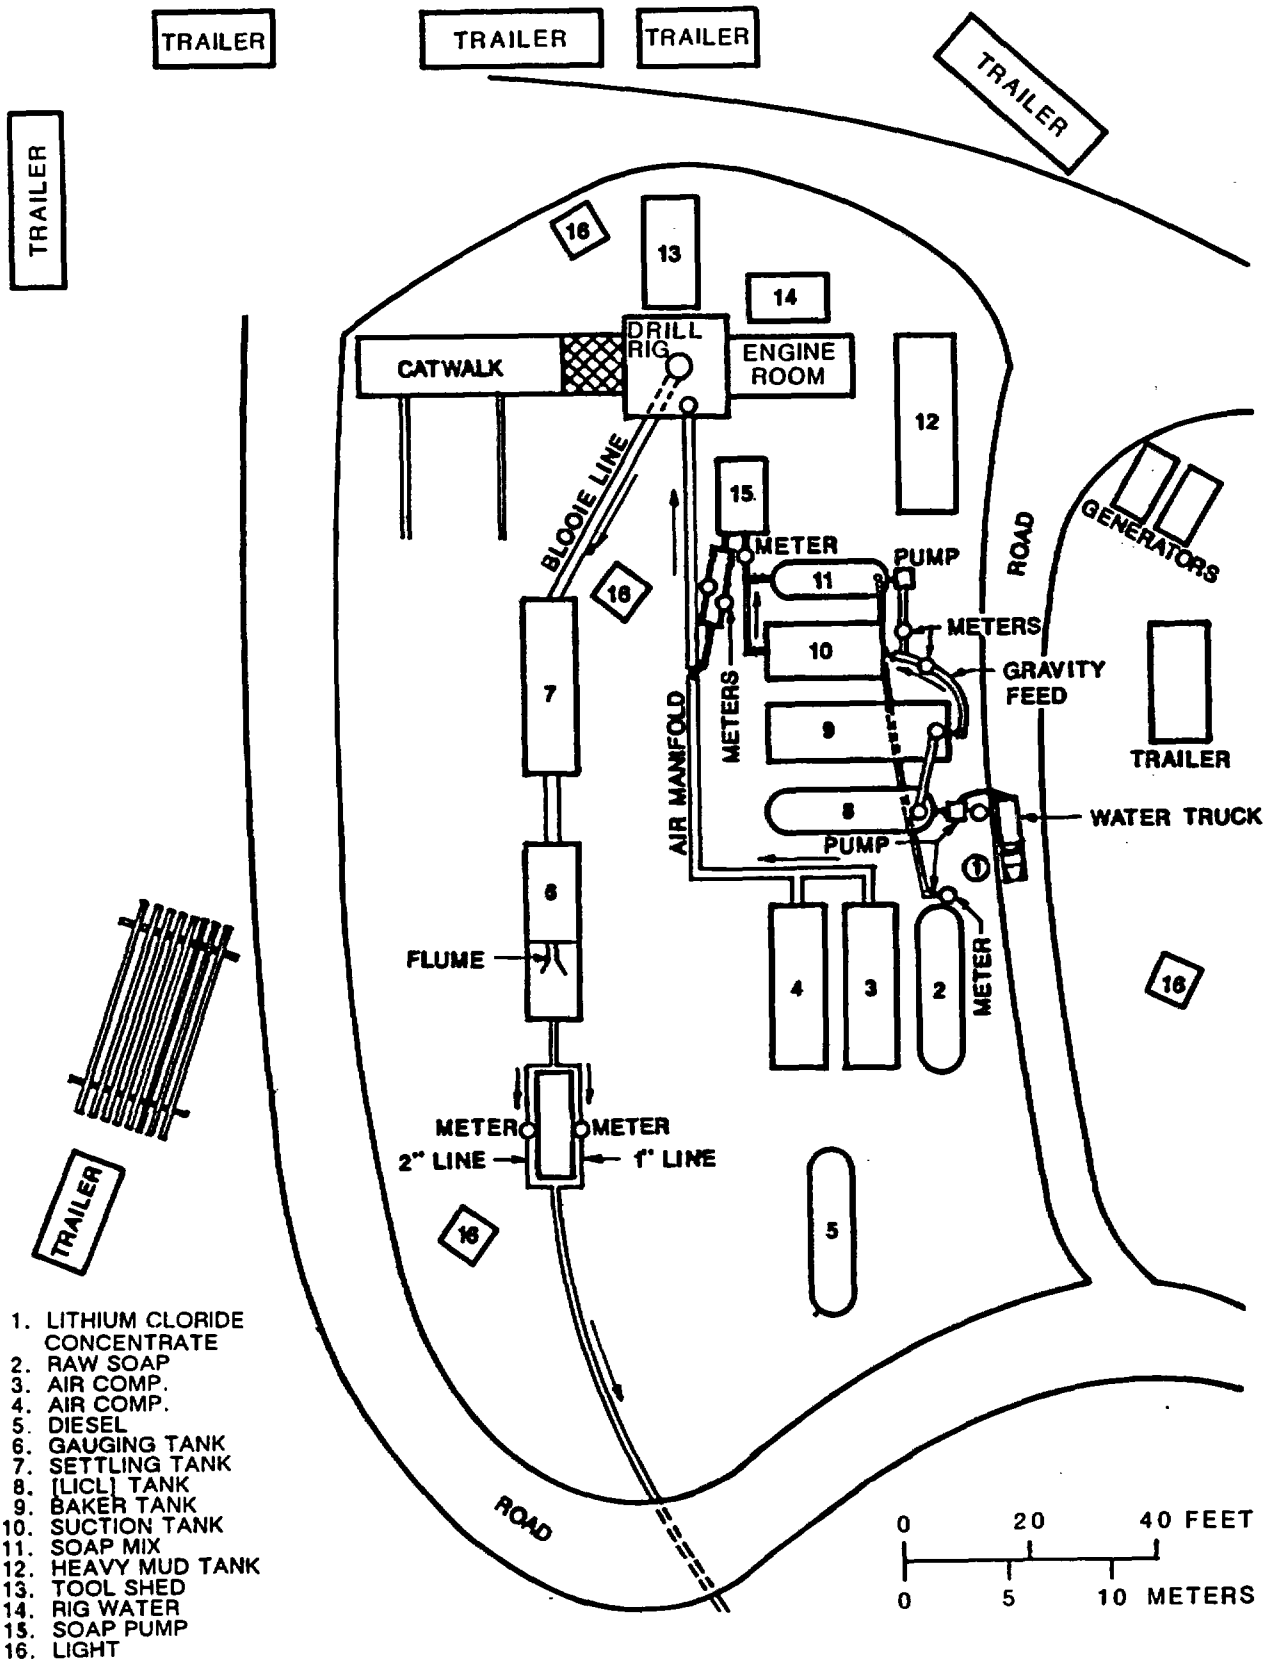 TRAILER
TRAILER
TRAILER
TRAILER
TRAILER
16
13
14
DRILL
RIG
CATWALK
ENGINE
ROOM
12
BLOOIE LINE
15.
GENERATORS
ROAD
METER
PUMP
11
16
METERS
10
GRAVITY
FEED
7
AIR MANIFOLD
METERS
9
TRAILER
8
WATER TRUCK
PUMP
1
6
FLUME
METER
4
3
2
16
METER
METER
2" LINE
1" LINE
TRAILER
16
5
1. LITHIUM CLORIDE
CONCENTRATE
2. RAW SOAP
3. AIR COMP.
4. AIR COMP.
5. DIESEL
6. GAUGING TANK
7. SETTLING TANK
8. [LICL] TANK
9. BAKER TANK
10. SUCTION TANK
11. SOAP MIX
12. HEAVY MUD TANK
13. TOOL SHED
14. RIG WATER
15. SOAP PUMP
16. LIGHT
ROAD
0 20 40 FEET
0 5 10 METERS